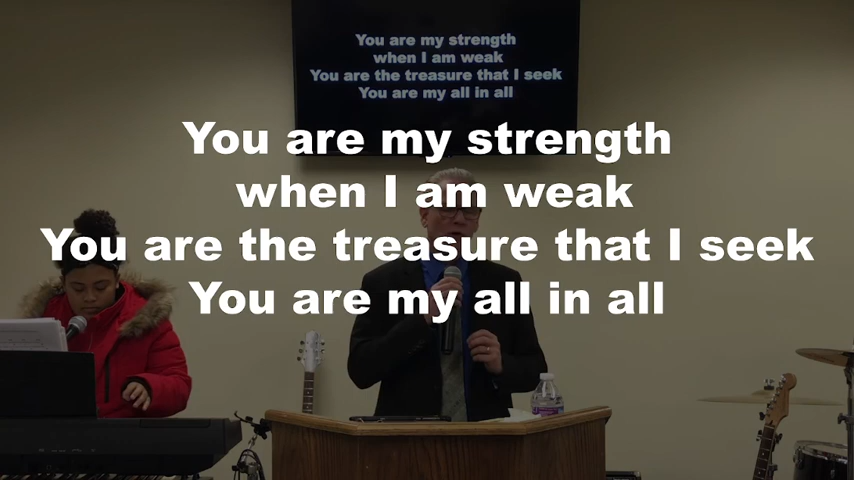 You are my strength
when I am weak
You are the treasure that I seek
You are my all in all
You are my strength
when I am weak
You are the treasure that I seek
You are my all in all